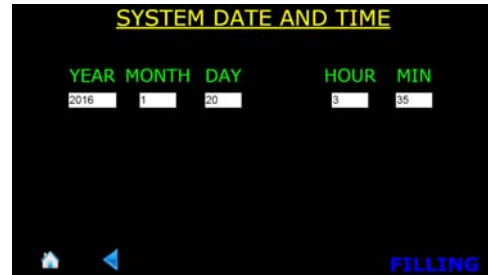 SYSTEM DATE AND TIME
YEAR MONTH DAY HOUR MIN
2016 1 20 3 35
FILLING